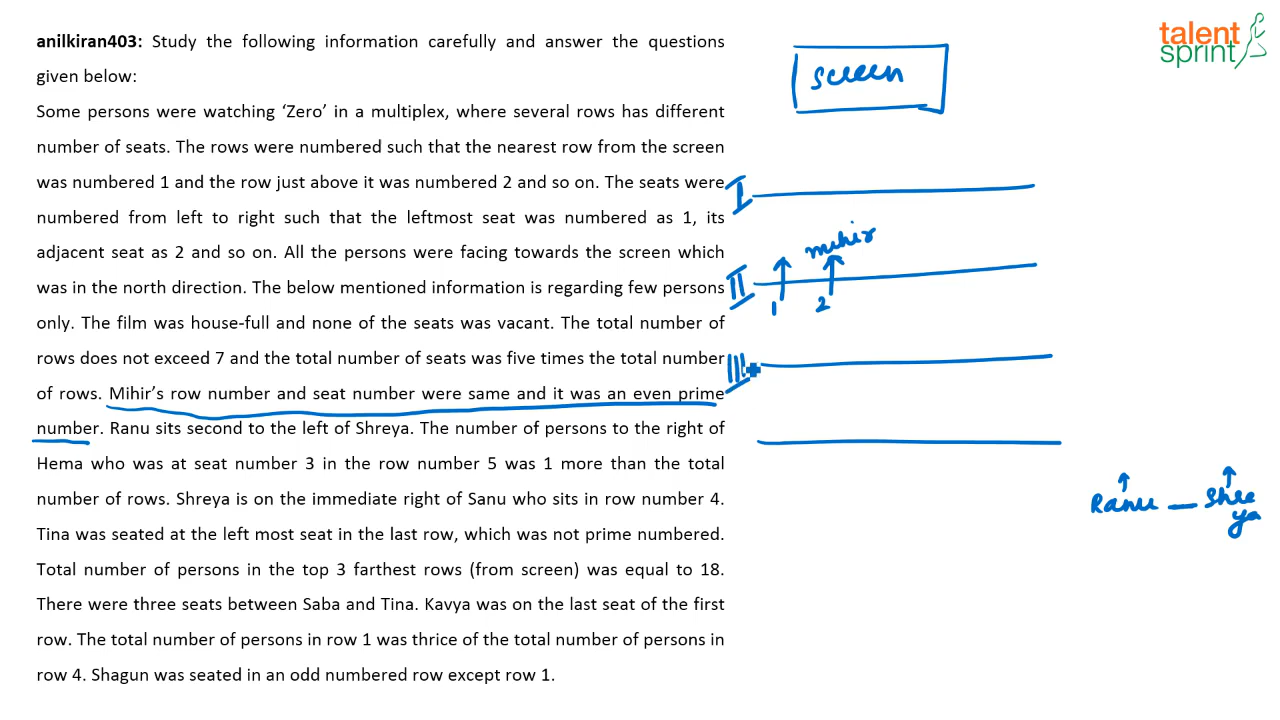 talent
sprint
anilkiran403: Study the following information carefully and answer the questions
given below:
Some persons were watching ‘Zero’ in a multiplex, where several rows has different
number of seats. The rows were numbered such that the nearest row from the screen
was numbered 1 and the row just above it was numbered 2 and so on. The seats were
numbered from left to right such that the leftmost seat was numbered as 1, its
adjacent seat as 2 and so on. All the persons were facing towards the screen which
was in the north direction. The below mentioned information is regarding few persons
only. The film was house-full and none of the seats was vacant. The total number of
rows does not exceed 7 and the total number of seats was five times the total number
of rows. Mihir’s row number and seat number were same and it was an even prime
number. Ranu sits second to the left of Shreya. The number of persons to the right of
Hema who was at seat number 3 in the row number 5 was 1 more than the total
number of rows. Shreya is on the immediate right of Sanu who sits in row number 4.
Tina was seated at the left most seat in the last row, which was not prime numbered.
Total number of persons in the top 3 farthest rows (from screen) was equal to 18.
There were three seats between Saba and Tina. Kavya was on the last seat of the first
row. The total number of persons in row 1 was thrice of the total number of persons in
row 4. Shagun was seated in an odd numbered row except row 1.
screen
I
mihir
II
1 2
III
Ranu — Shre
ya